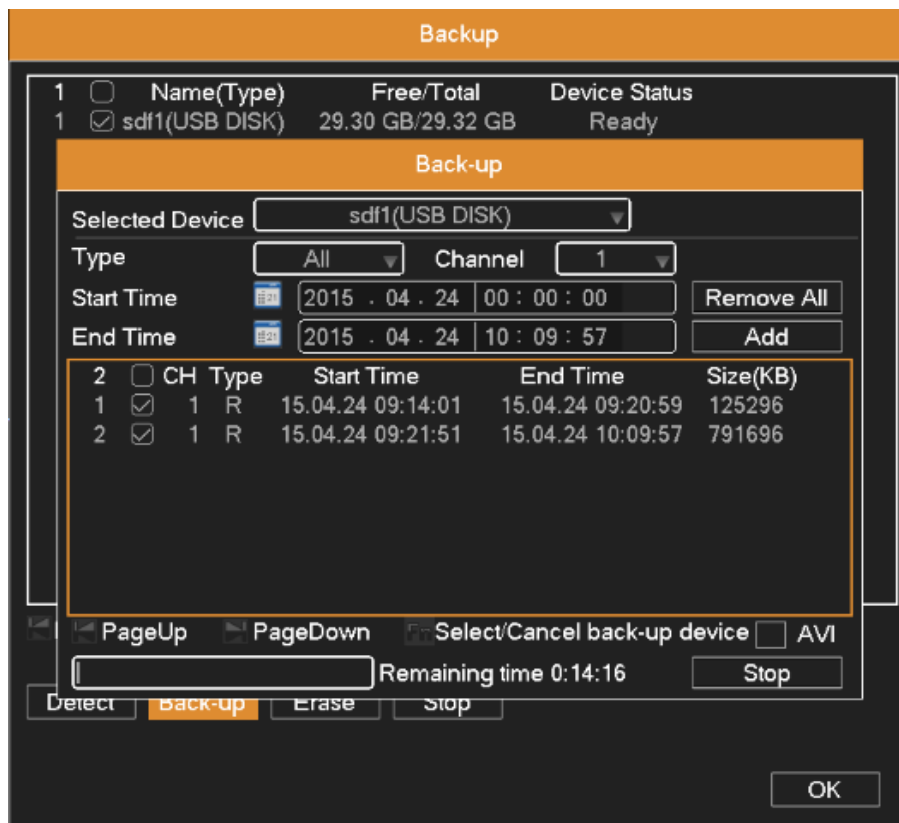 Backup
1 Name(Type) Free/Total Device Status
1 sdf1(USB DISK) 29.30 GB/29.32 GB Ready
Back-up
Selected Device sdf1(USB DISK)
Type All Channel 1
Start Time 2015 . 04 . 24 00 : 00 : 00 Remove All
End Time 2015 . 04 . 24 10 : 09 : 57 Add
2 CH Type Start Time End Time Size(KB)
1 1 R 15.04.24 09:14:01 15.04.24 09:20:59 125296
2 1 R 15.04.24 09:21:51 15.04.24 10:09:57 791696
PageUp PageDown Fn Select/Cancel back-up device AVI
Remaining time 0:14:16 Stop
Detect Back-up Erase Stop
OK